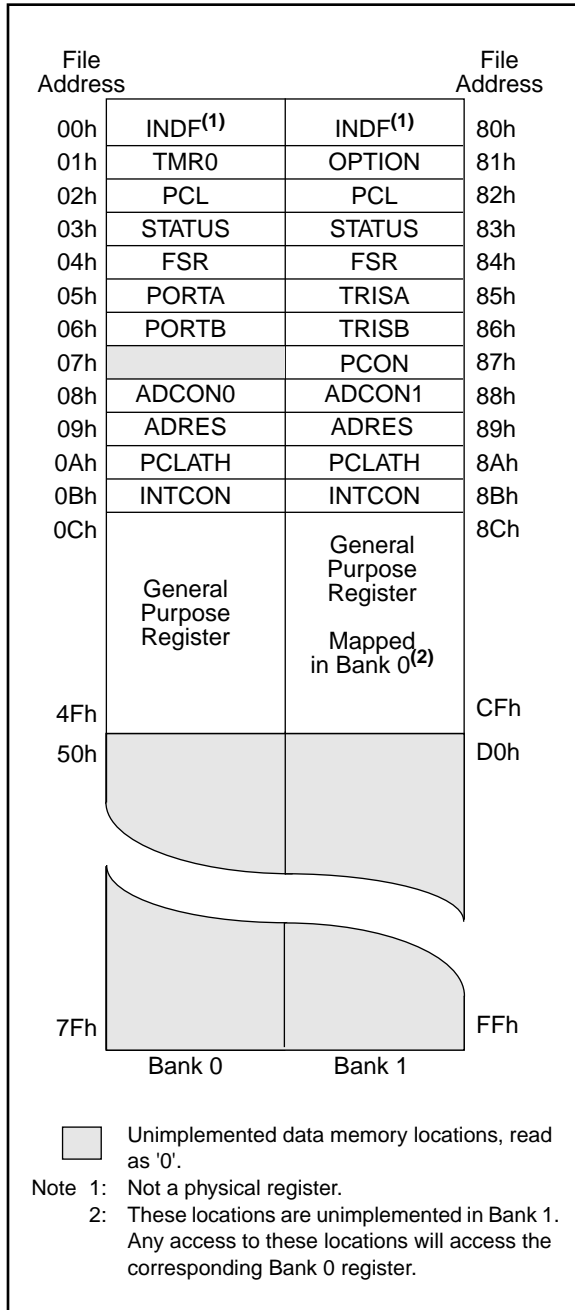 File Address File Address
00h INDF(1) INDF(1) 80h
01h TMR0 OPTION 81h
02h PCL PCL 82h
03h STATUS STATUS 83h
04h FSR FSR 84h
05h PORTA TRISA 85h
06h PORTB TRISB 86h
07h PCON 87h
08h ADCON0 ADCON1 88h
09h ADRES ADRES 89h
0Ah PCLATH PCLATH 8Ah
0Bh INTCON INTCON 8Bh
0Ch 8Ch
General
Purpose
Register
General
Purpose
Register
Mapped
in Bank 0(2)
4Fh CFh
50h D0h
7Fh FFh
Bank 0 Bank 1
Unimplemented data memory locations, read
as '0'.
Note 1: Not a physical register.
2: These locations are unimplemented in Bank 1.
Any access to these locations will access the
corresponding Bank 0 register.